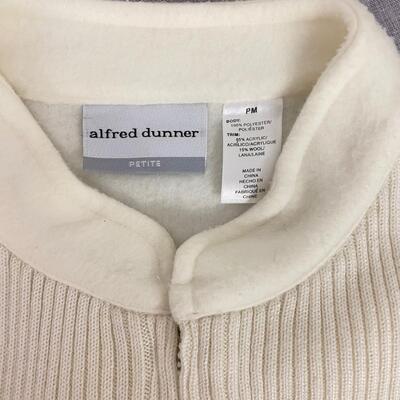 alfred dunner
PETITE
PM
BODY:
100% POLYESTER/
POLIESTER
TRIM:
85% ACRYLIC/
ACRILICO/ACRYLIQUE
15% WOOL/
LANA/LAINE
MADE IN
CHINA
HECHO EN
CHINA
FABRIQUE EN
CHINE